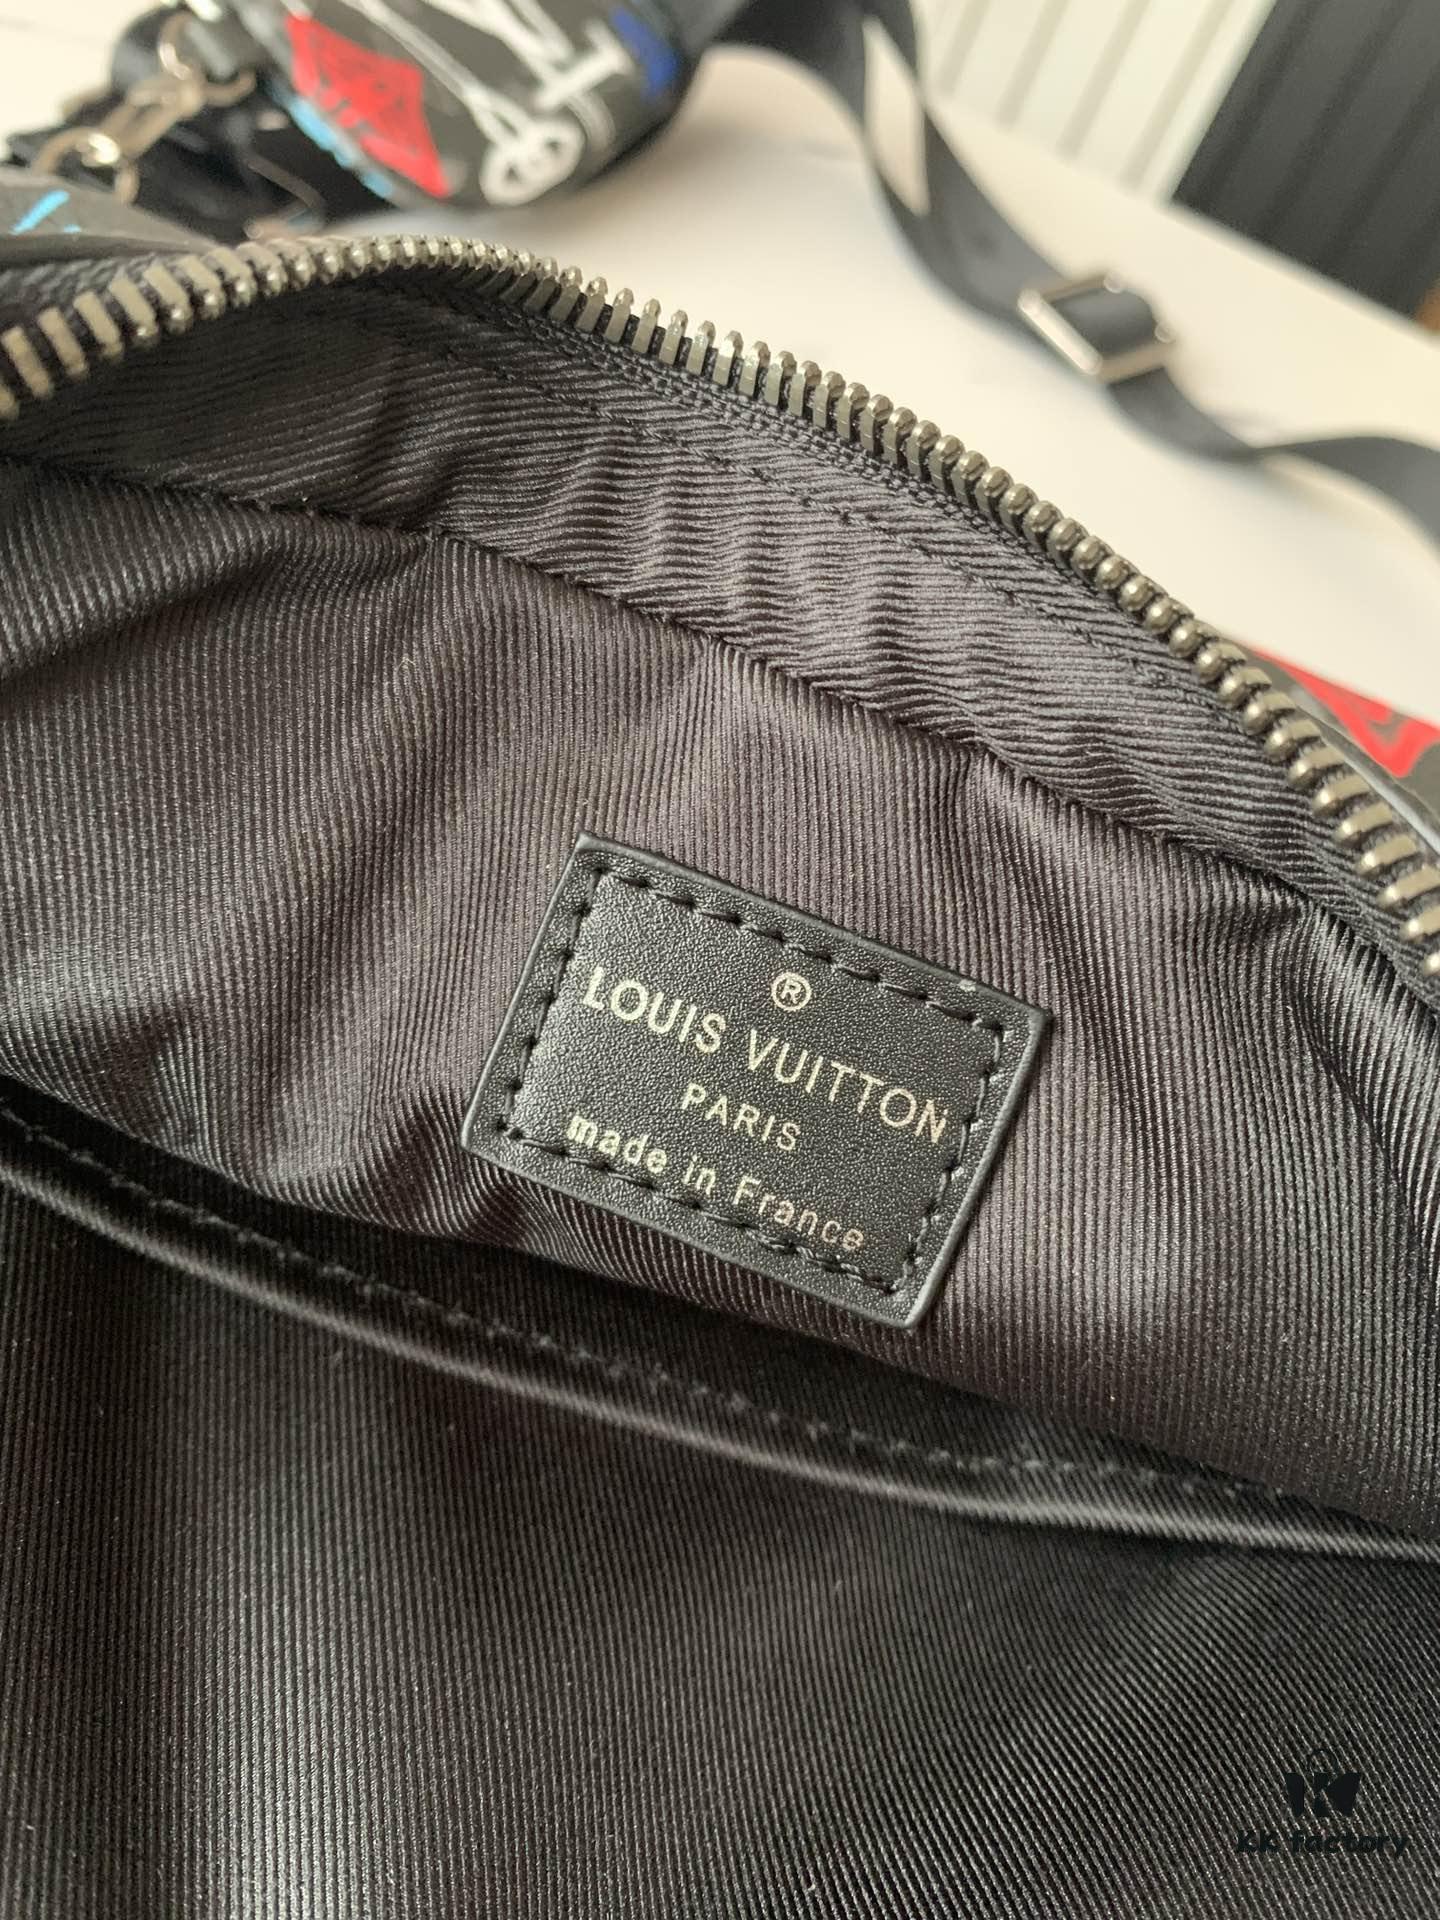 ®
LOUIS VUITTON
PARIS
made in France
KK factory